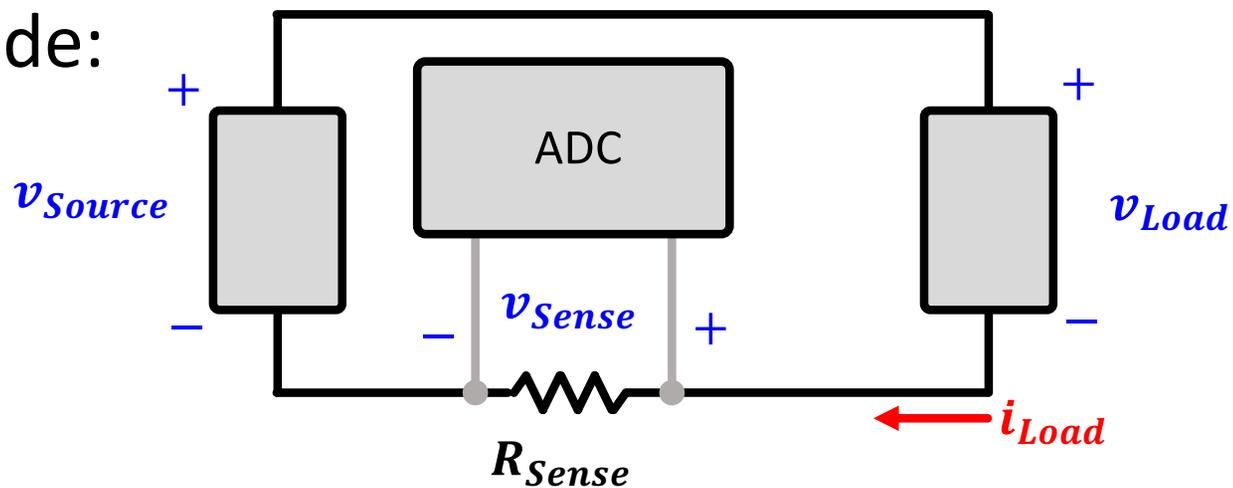 de:
+ +
ADC
v_Source v_Load
v_Sense
− − + −
i_Load
R_Sense